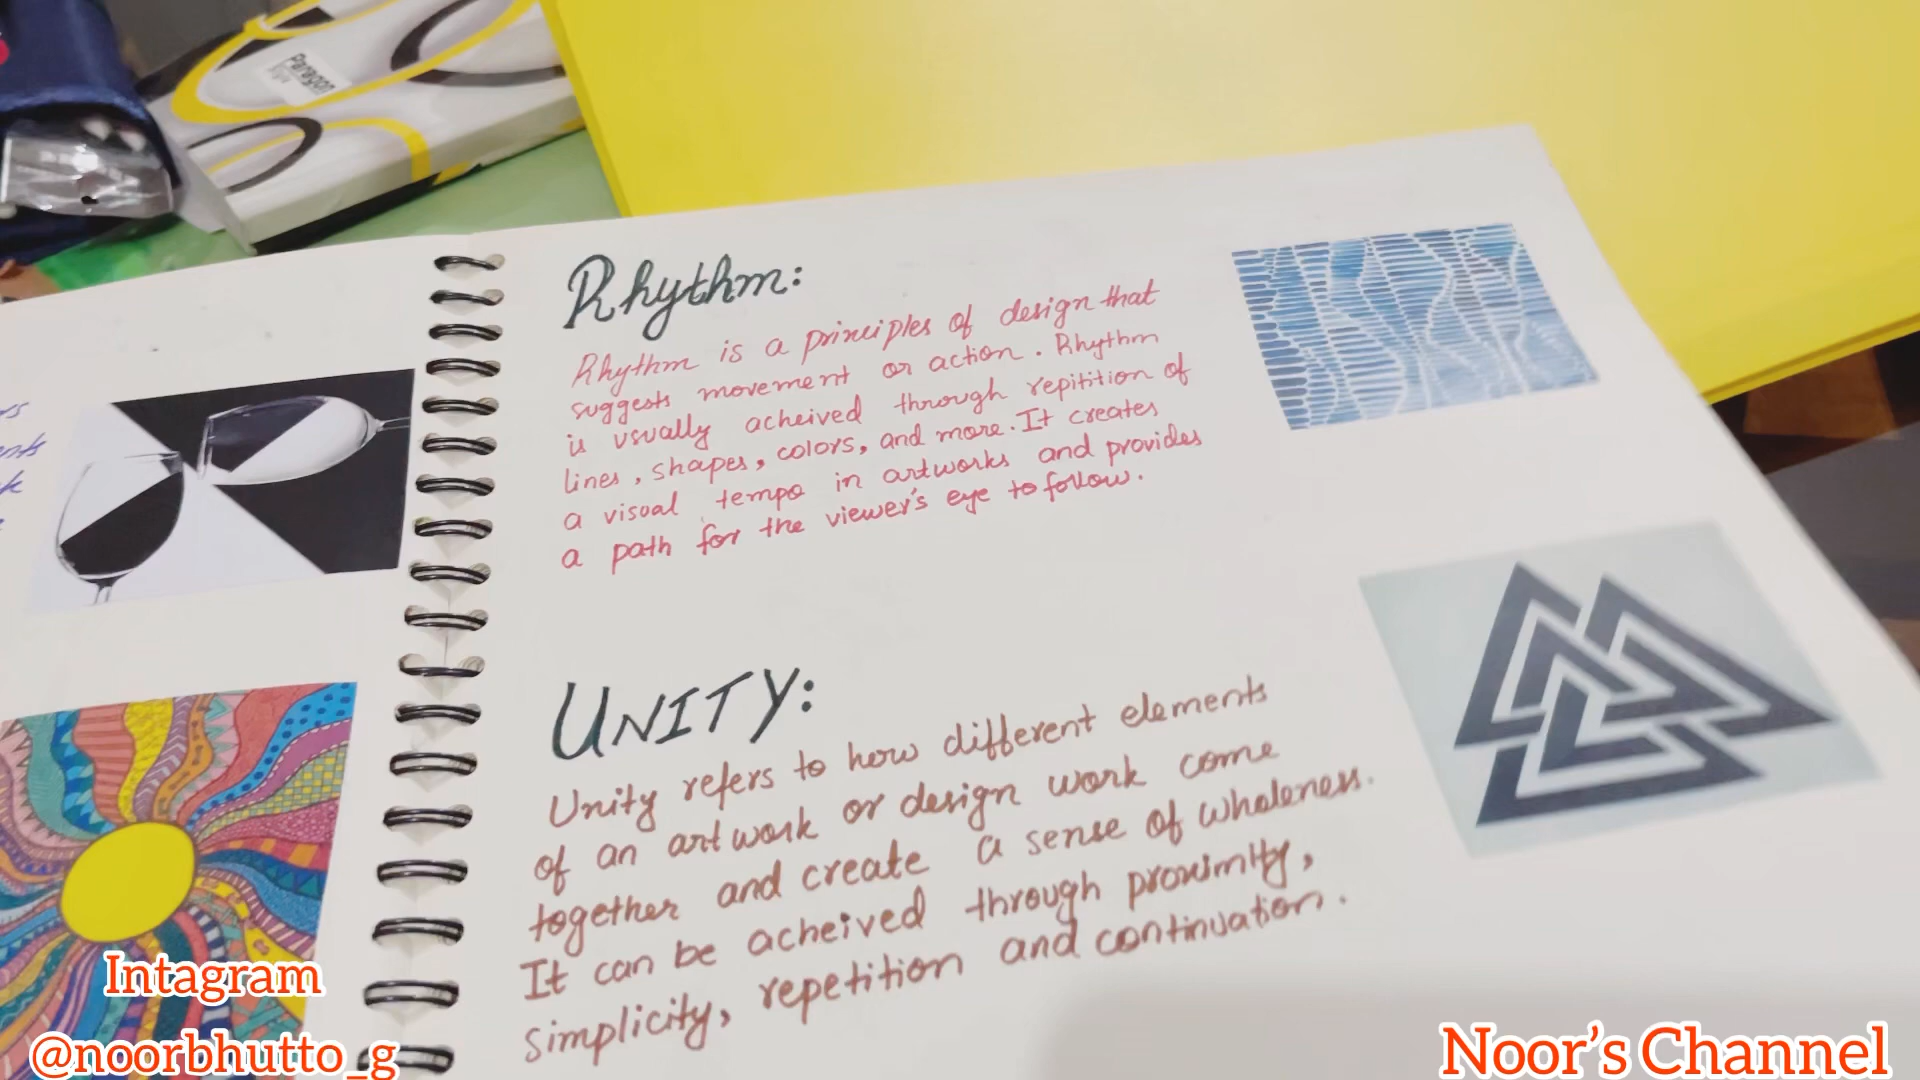 Paragon
Rhythm:
Rhythm is a principles of design that
suggests movement or action. Rhythm
is usually acheived through repitition of
lines, shapes, colors, and more. It creates
a visual tempo in artworks and provides
a path for the viewer's eye to follow.
UNITY:
Unity refers to how different elements
of an artwork or design work come
together and create a sense of wholeness.
It can be acheived through proximity,
simplicity, repetition and continuation.
Intagram
@noorbhutto_g
Noor's Channel